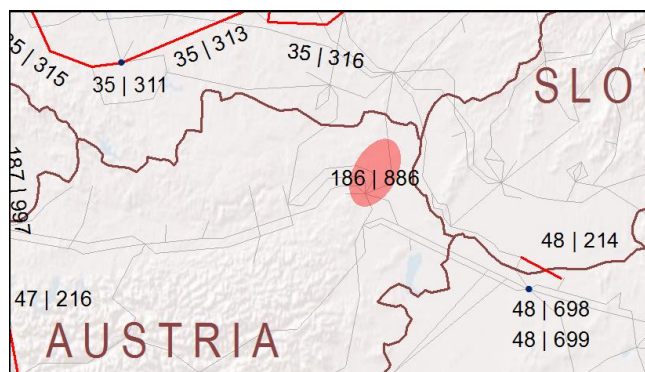 35 | 315
35 | 311
35 | 313
35 | 316
SLOV
187 | 997
186 | 886
48 | 214
47 | 216
48 | 698
48 | 699
AUSTRIA